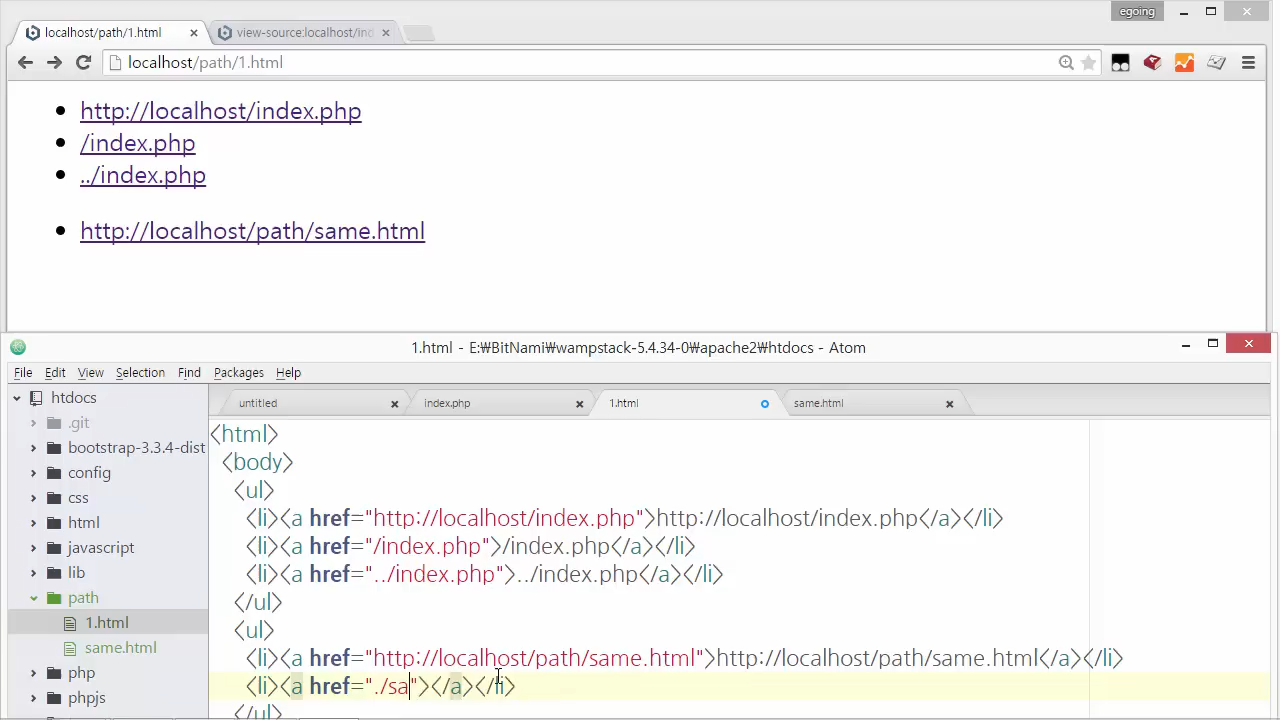 egoing
localhost/path/1.html
view-source:localhost/ind
localhost/path/1.html
http://localhost/index.php
/index.php
../index.php
http://localhost/path/same.html
1.html - E:₩BitNami₩wampstack-5.4.34-0₩apache2₩htdocs - Atom
File Edit View Selection Find Packages Help
htdocs
.git
bootstrap-3.3.4-dist
config
css
html
javascript
lib
path
1.html
same.html
php
phpjs
untitled
index.php
1.html
same.html
<html>
<body>
<ul>
<li><a href="http://localhost/index.php">http://localhost/index.php</a></li>
<li><a href="/index.php">/index.php</a></li>
<li><a href="../index.php">../index.php</a></li>
</ul>
<ul>
<li><a href="http://localhost/path/same.html">http://localhost/path/same.html</a></li>
<li><a href="./sa"></a></li>
</ul>